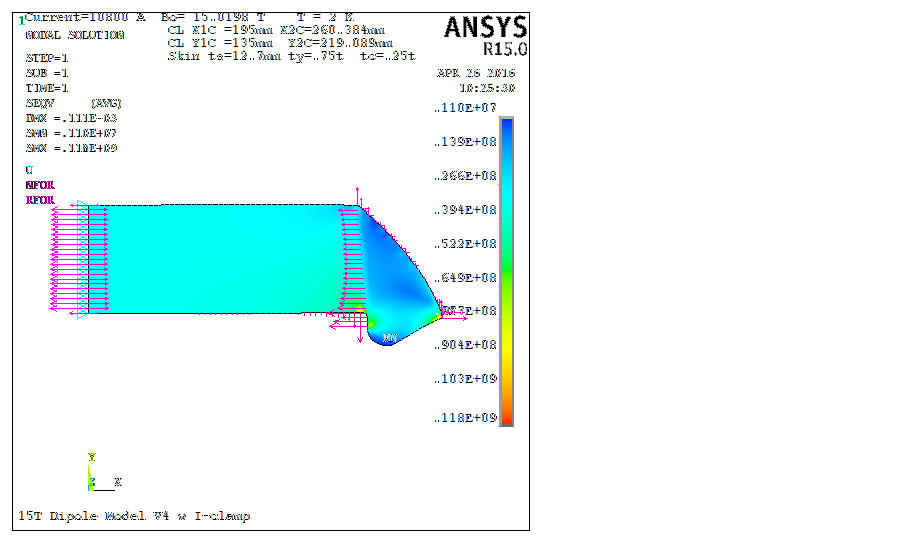 1
Current=10800 A Bo= 15.0198 T T = 2 K
CL X1C =195mm X2C=260.384mm
CL Y1C =135mm Y2C=219.089mm
Skin ts=12.7mm ty=.75t tc=.25t
ANSYS
R15.0
NODAL SOLUTION
STEP=1
SUB =1
TIME=1
SEQV (AVG)
DMX =.111E-03
SMN =.110E+07
SMX =.118E+09
U
NFOR
RFOR
APR 26 2016
10:25:30
.110E+07
.139E+08
.266E+08
.394E+08
.522E+08
.649E+08
.904E+08
.103E+09
.118E+09
MN
Y
Z X
15T Dipole Model V4 w I-clamp